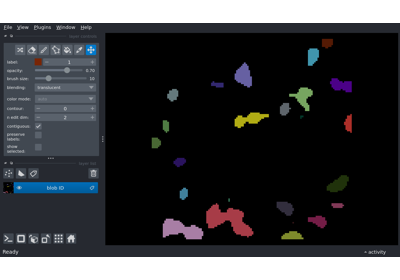 File View Plugins Window Help
label: 1
opacity: 0.70
brush size: 10
blending: translucent
color mode:
contour: 0
n edit dim: 2
contiguous:
preserve labels:
show selected:
blob ID
Ready
activity